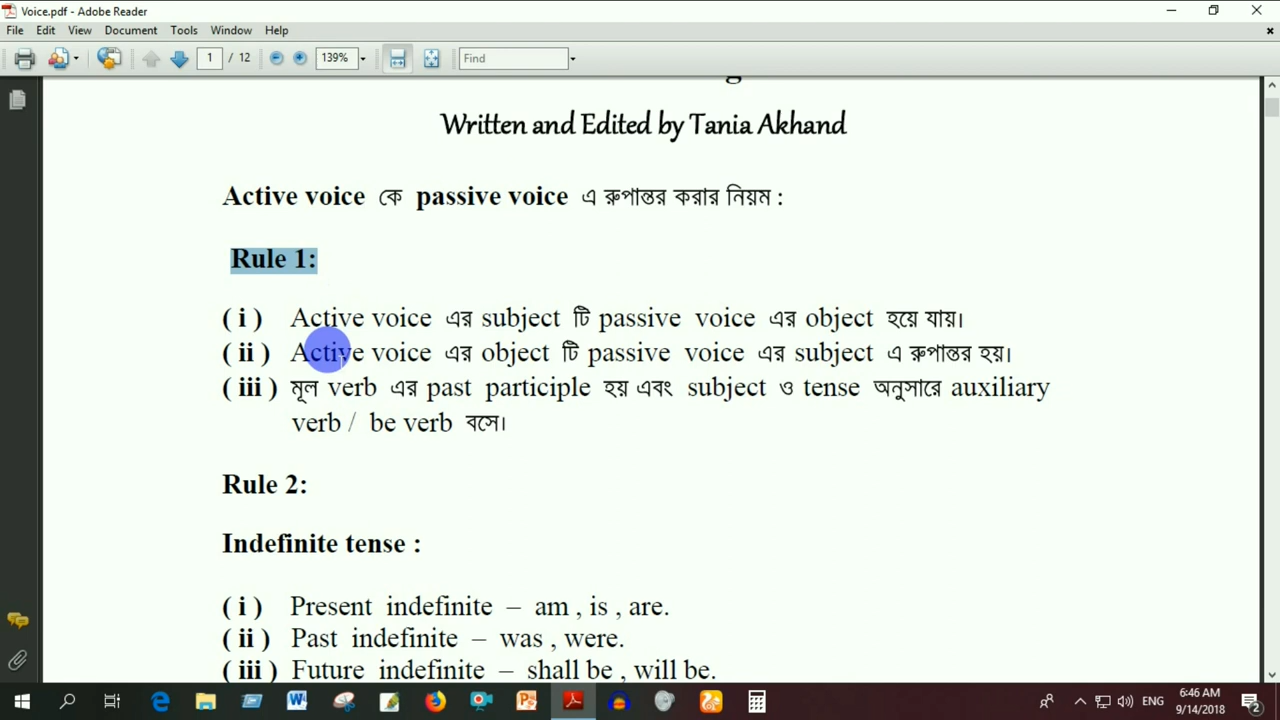 Voice.pdf - Adobe Reader
File Edit View Document Tools Window Help
1 / 12 139% Find
Written and Edited by Tania Akhand
Active voice কে passive voice এ রুপান্তর করার নিয়ম :
Rule 1:
( i ) Active voice এর subject টি passive voice এর object হয়ে যায়।
( ii ) Active voice এর object টি passive voice এর subject এ রুপান্তর হয়।
( iii ) মূল verb এর past participle হয় এবং subject ও tense অনুসারে auxiliary
verb / be verb বসে।
Rule 2:
Indefinite tense :
( i ) Present indefinite – am , is , are.
( ii ) Past indefinite – was , were.
( iii ) Future indefinite – shall be , will be.
ENG
6:46 AM
9/14/2018
2